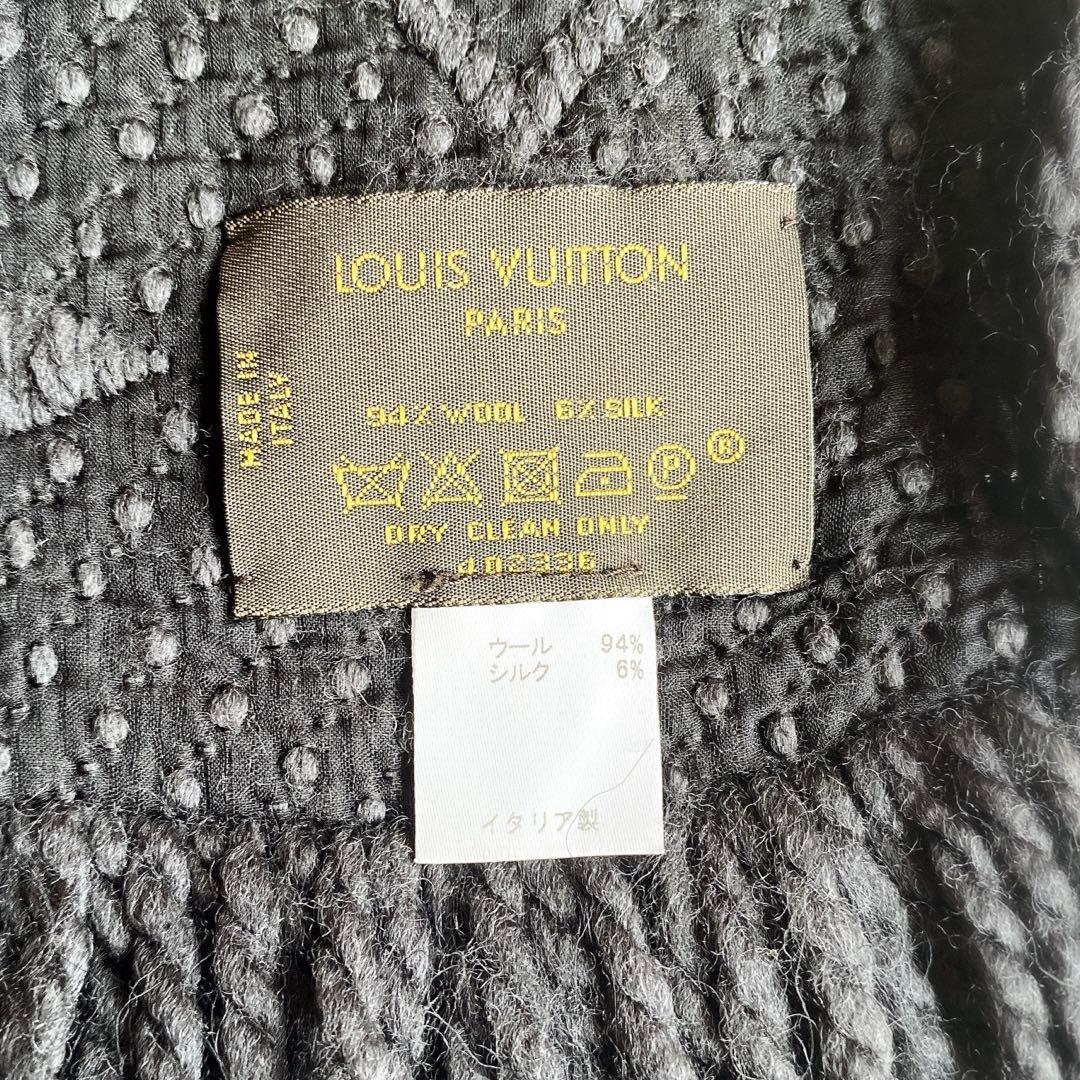 LOUIS VUITTON
PARIS
MADE IN
ITALY
94% WOOL 6% SILK
P
®
DRY CLEAN ONLY
402336
ウール 94%
シルク 6%
イタリア製